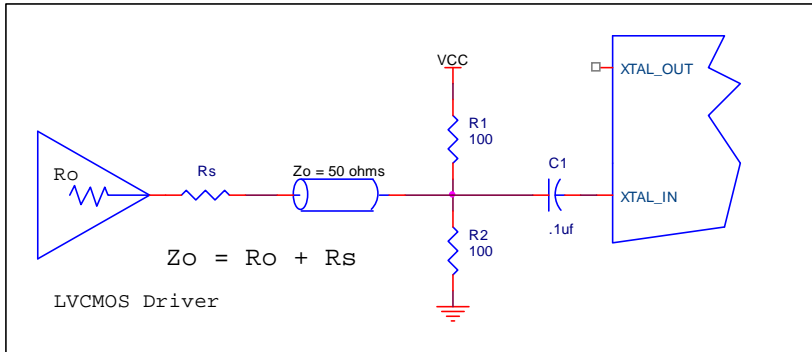 VCC
XTAL_OUT
R1
100
Ro
Rs
Zo = 50 ohms
C1
XTAL_IN
.1uf
R2
100
Zo = Ro + Rs
LVCMOS Driver